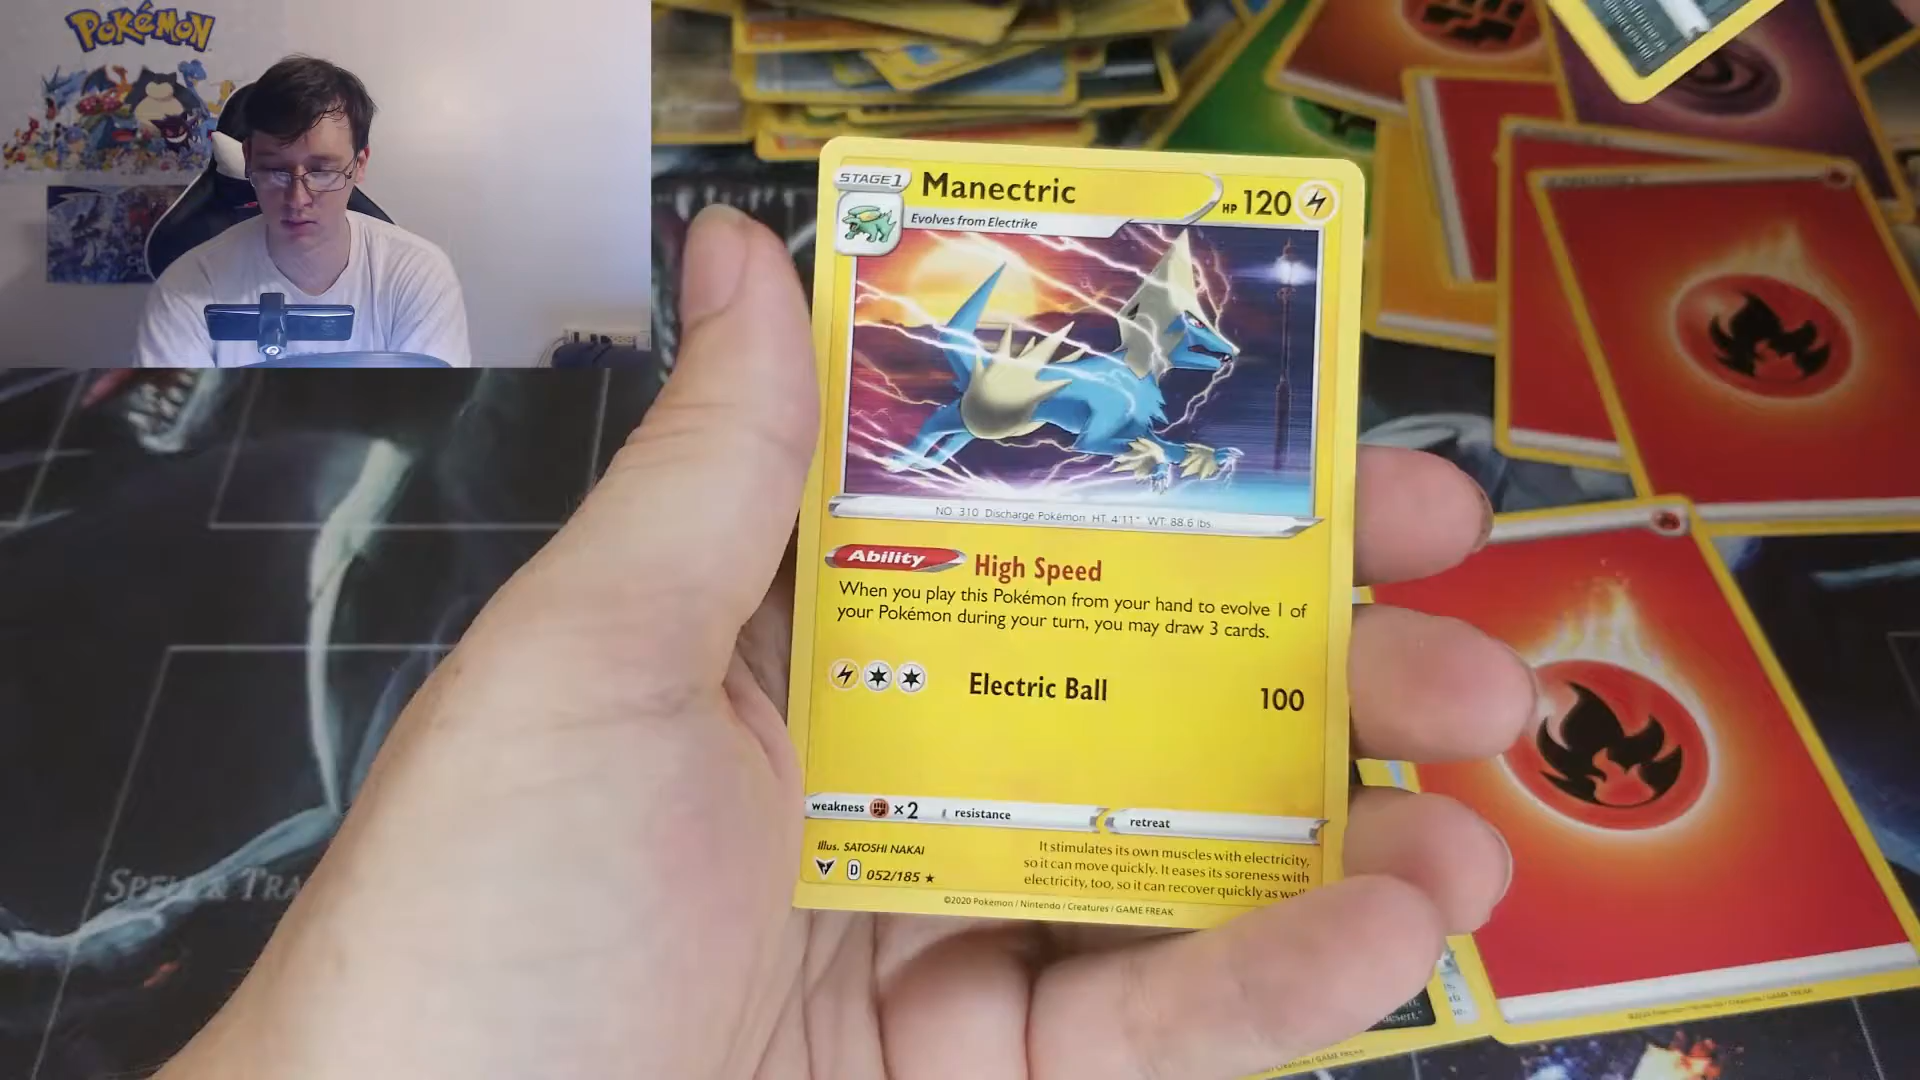 POKéMON
STAGE1
Manectric
HP 120
Evolves from Electrike
NO. 310 Discharge Pokémon HT. 4'11" WT. 88.6 lbs.
Ability High Speed
When you play this Pokémon from your hand to evolve 1 of
your Pokémon during your turn, you may draw 3 cards.
Electric Ball 100
weakness ×2 resistance retreat
Illus. SATOSHI NAKAI
D 052/185 ★
It stimulates its own muscles with electricity,
so it can move quickly. It eases its soreness with
electricity, too, so it can recover quickly as
©2020 Pokémon / Nintendo / Creatures / GAME FREAK
SPELL & TRA
desert."